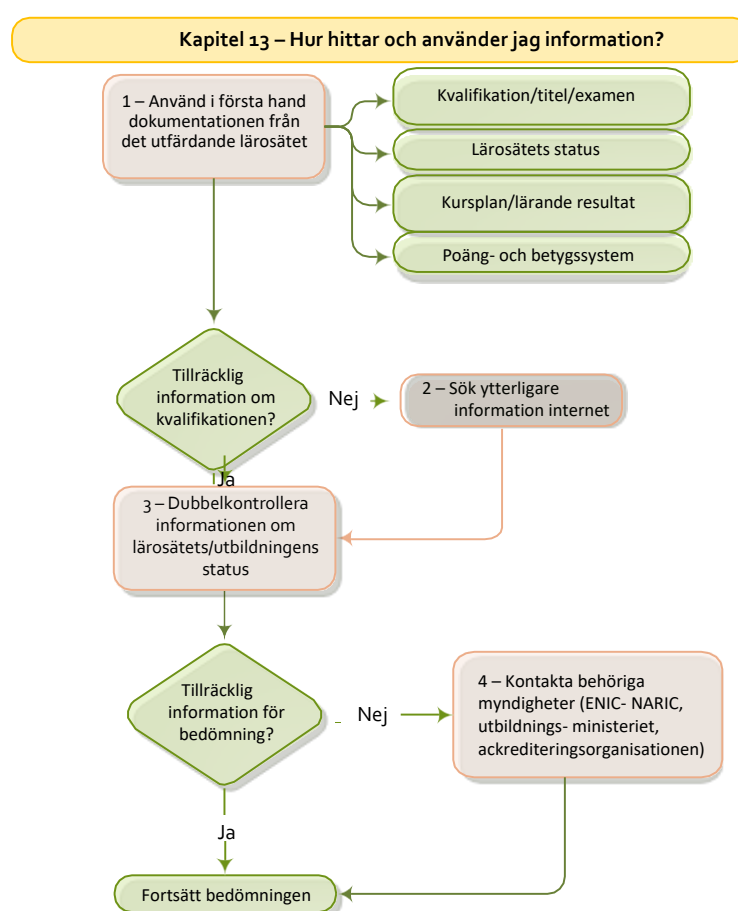 Kapitel 13 – Hur hittar och använder jag information?
1 – Använd i första hand
dokumentationen från
det utfärdande lärosätet
Kvalifikation/titel/examen
Lärosätets status
Kursplan/lärande resultat
Poäng- och betygssystem
Tillräcklig
information om
kvalifikationen?
Nej
2 – Sök ytterligare
information internet
Ja
3 – Dubbelkontrollera
informationen om
lärosätets/utbildningens
status
Tillräcklig
information för
bedömning?
Nej
4 – Kontakta behöriga
myndigheter (ENIC- NARIC,
utbildnings- ministeriet,
ackrediteringsorganisationen)
Ja
Fortsätt bedömningen